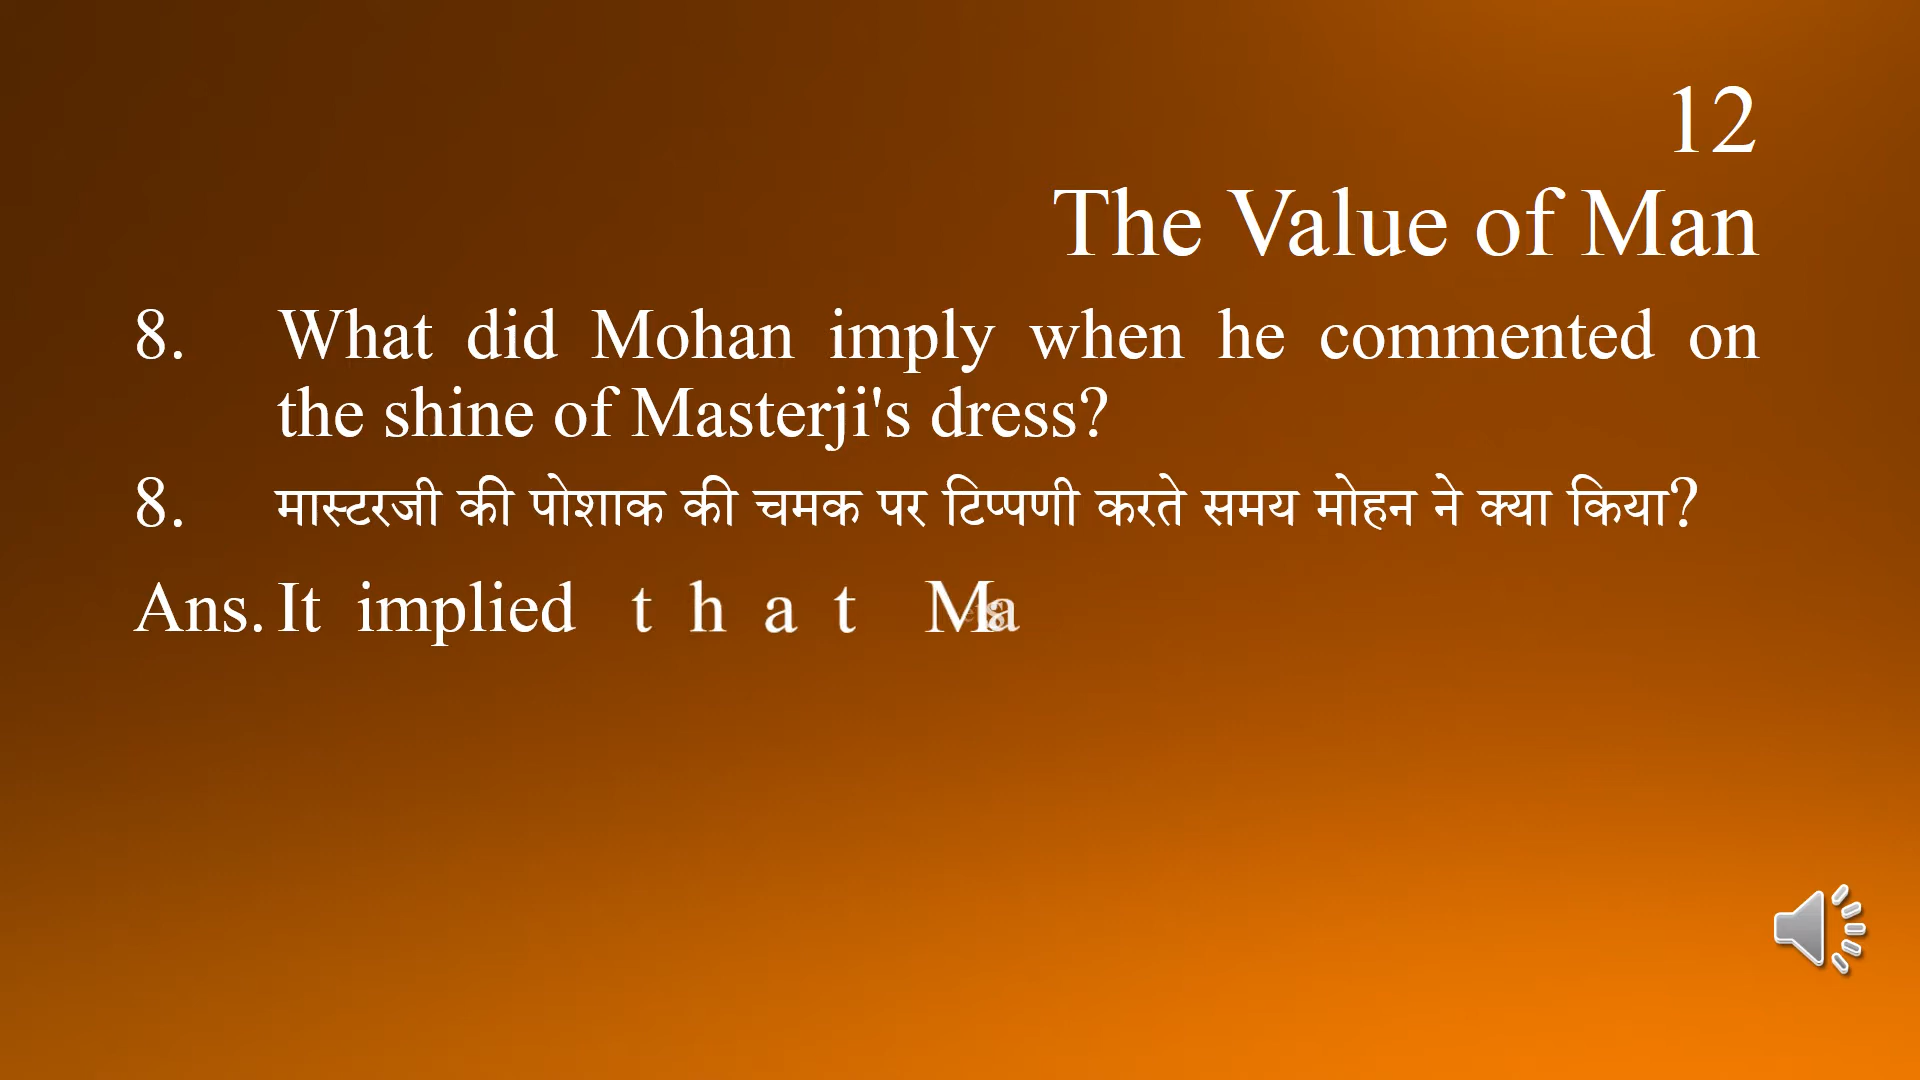 12
The Value of Man
8. What did Mohan imply when he commented on
the shine of Masterji's dress?
8. मास्टरजी की पोशाक की चमक पर टिप्पणी करते समय मोहन ने क्या किया?
Ans. It implied that